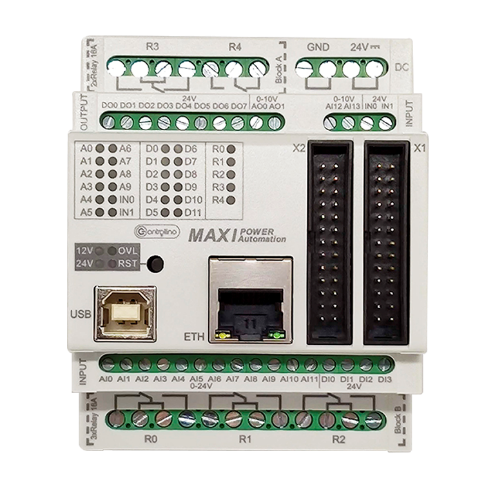 2xRelay 16A
R3 R4
Block A
GND 24V
DC
OUTPUT
24V 0-10V
DO0 DO1 DO2 DO3 DO4 DO5 DO6 DO7 AO0 AO1
0-10V 24V
AI12 AI13 IN0 IN1
INPUT
A0 A6 D0 D6 R0
A1 A7 D1 D7 R1
A2 A8 D2 D8 R2
A3 A9 D3 D9 R3
A4 IN0 D4 D10 R4
A5 IN1 D5 D11
X2 X1
Controllino
MAXI POWER
Automation
12V OVL
24V RST
USB
ETH
11
INPUT
AI0 AI1 AI2 AI3 AI4 AI5 AI6 AI7 AI8 AI9 AI10 AI11 DI0 DI1 DI2 DI3
0-24V 24V
3xRelay 16A
R0 R1 R2
Block B